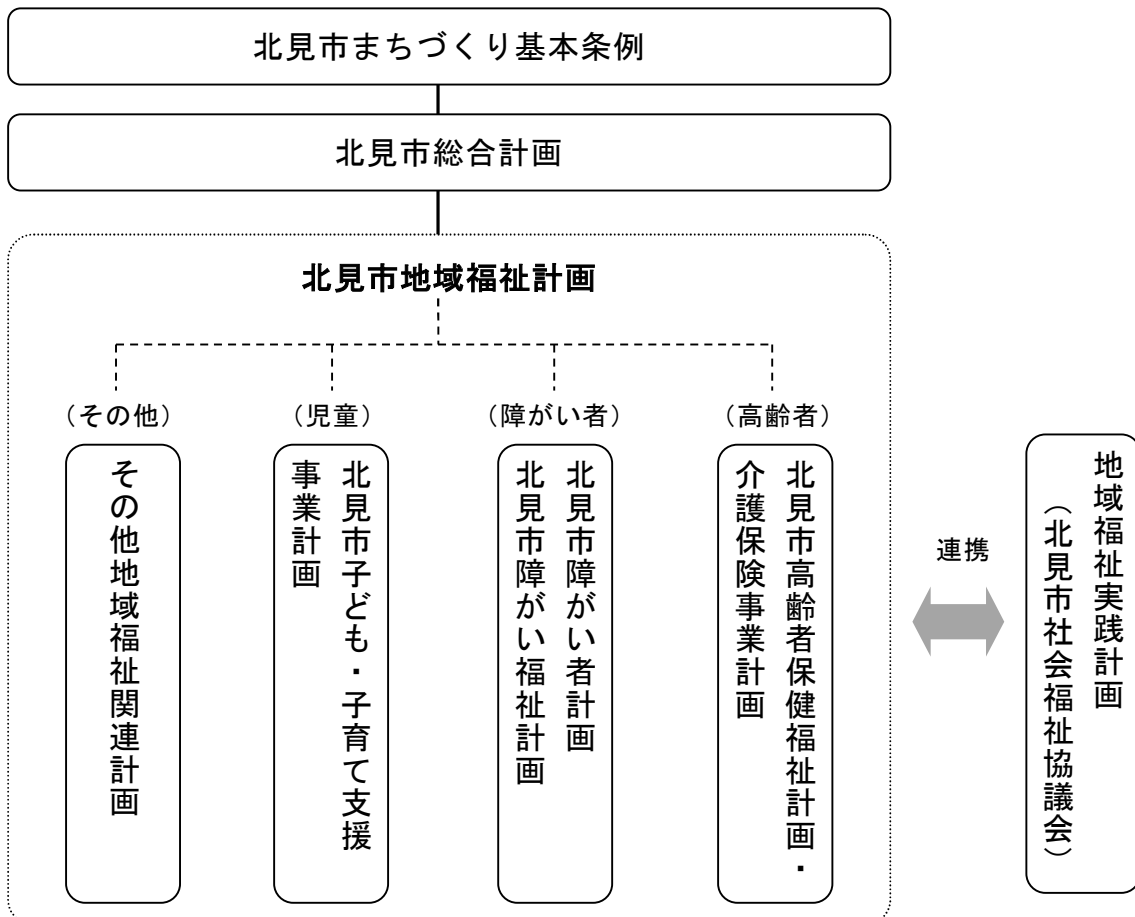 北見市まちづくり基本条例
北見市総合計画
北見市地域福祉計画
（その他）
（児童）
（障がい者）
（高齢者）
その他地域福祉関連計画
北見市子ども・子育て支援
事業計画
北見市障がい者計画
北見市障がい福祉計画
北見市高齢者保健福祉計画・
介護保険事業計画
連携
地域福祉実践計画
（北見市社会福祉協議会）